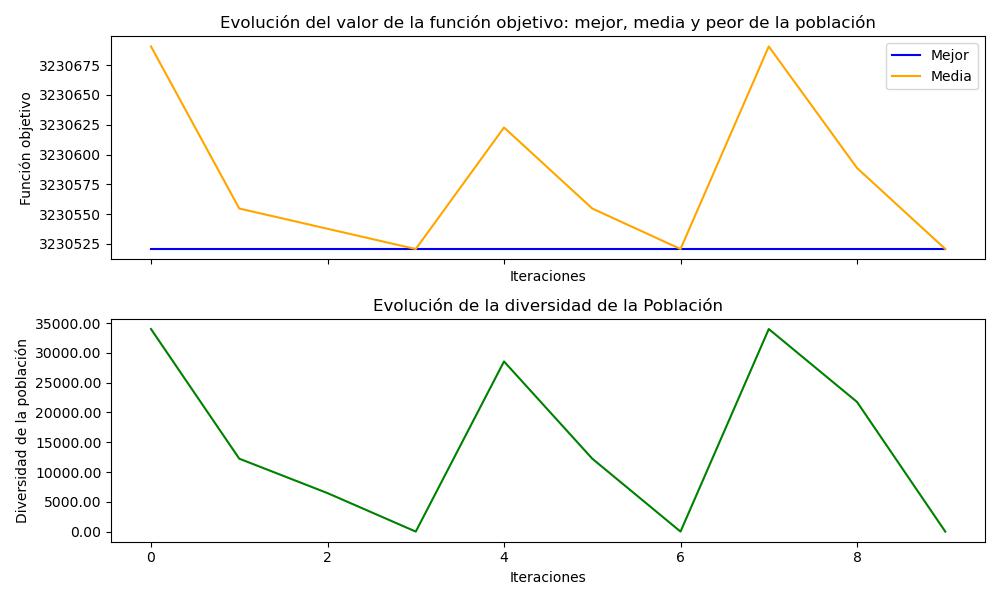 Evolución del valor de la función objetivo: mejor, media y peor de la población
Función objetivo
3230675
3230650
3230625
3230600
3230575
3230550
3230525
Mejor
Media
Iteraciones
Evolución de la diversidad de la Población
Diversidad de la población
35000.00
30000.00
25000.00
20000.00
15000.00
10000.00
5000.00
0.00
0 2 4 6 8
Iteraciones